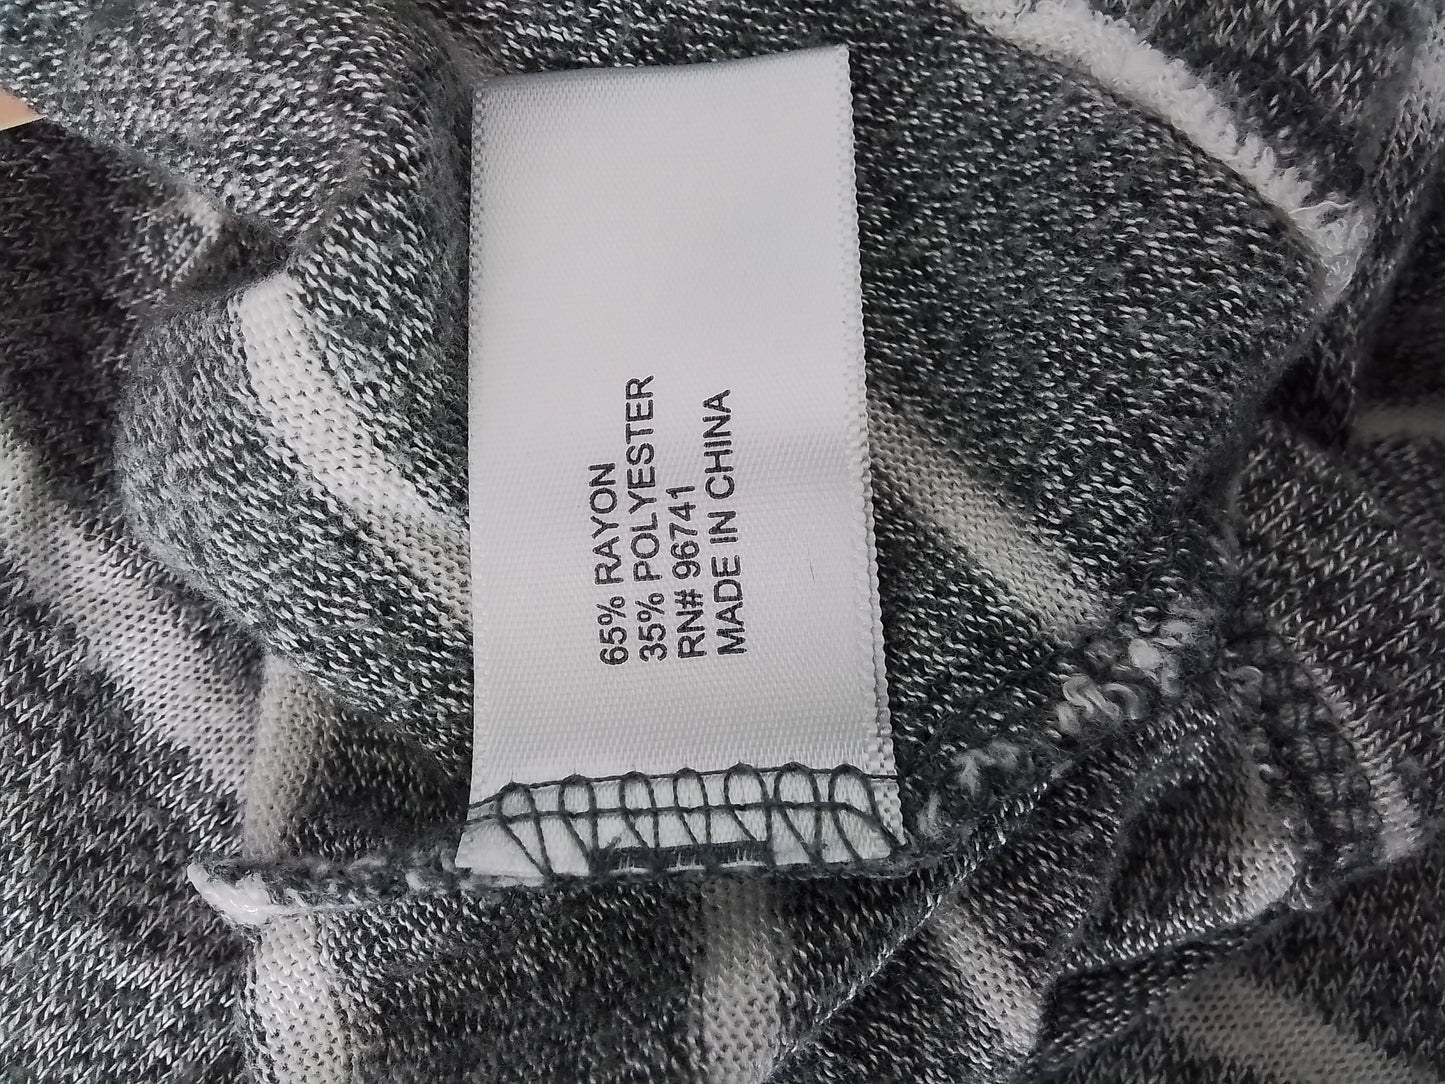 65% RAYON
35% POLYESTER
RN# 96741
MADE IN CHINA